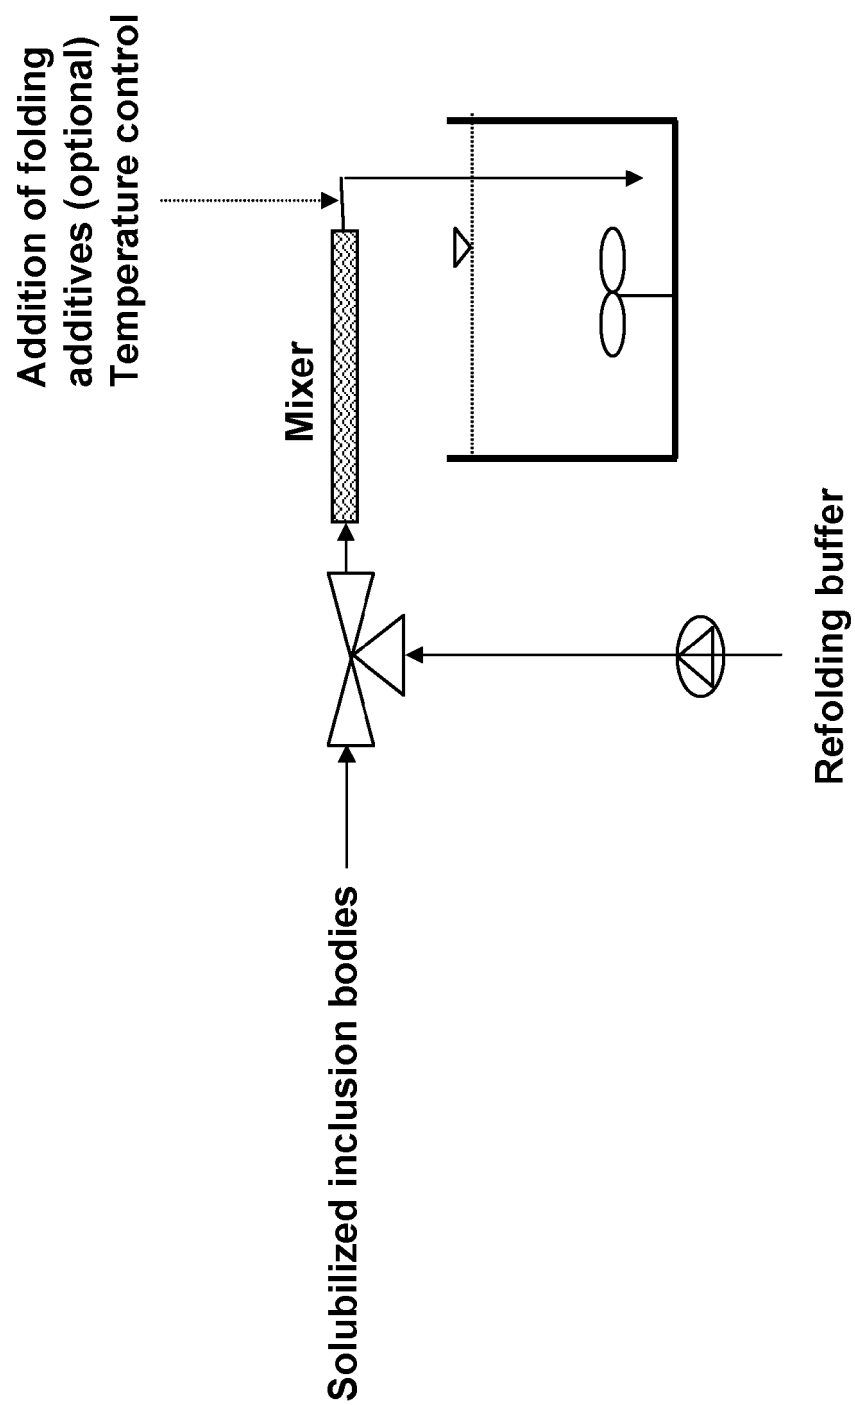 Addition of folding
additives (optional)
Temperature control
Mixer
Solubilized inclusion bodies
Refolding buffer